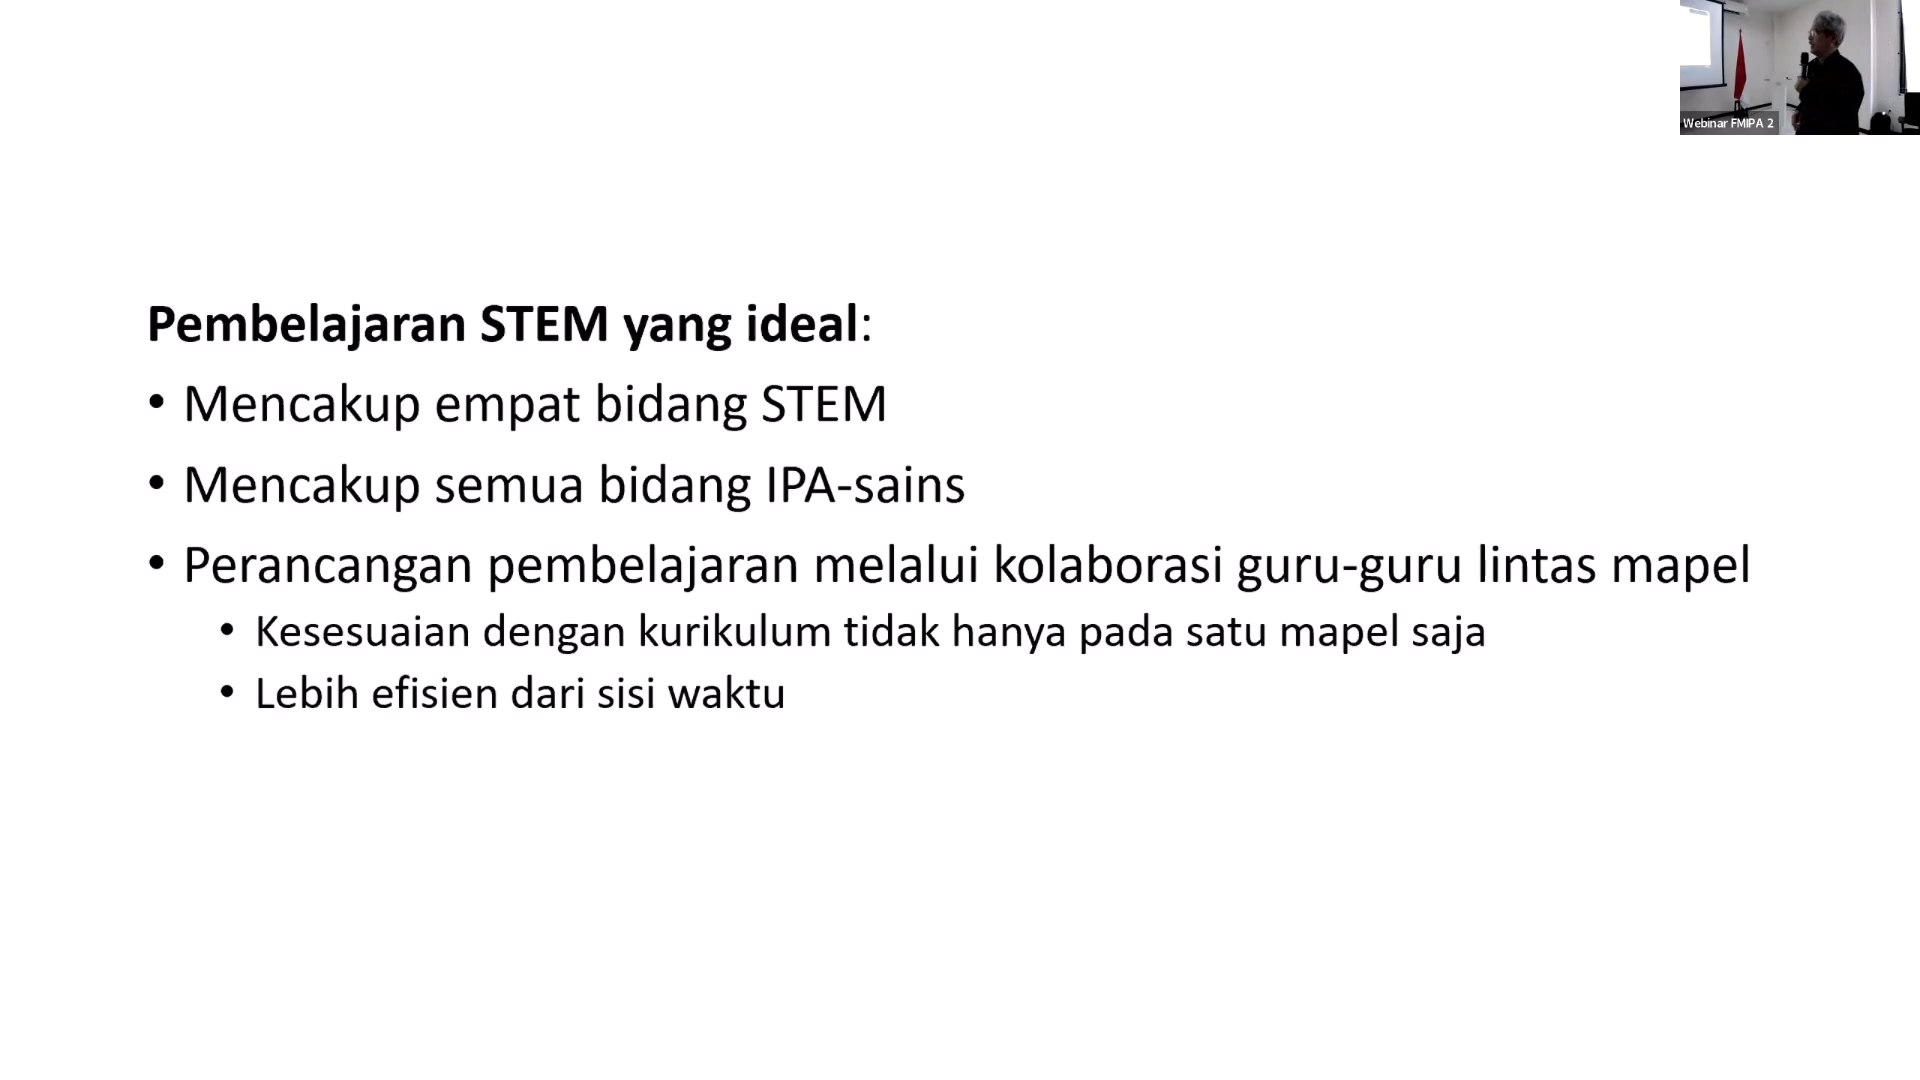 Webinar FMIPA 2
Pembelajaran STEM yang ideal:
• Mencakup empat bidang STEM
• Mencakup semua bidang IPA-sains
• Perancangan pembelajaran melalui kolaborasi guru-guru lintas mapel
• Kesesuaian dengan kurikulum tidak hanya pada satu mapel saja
• Lebih efisien dari sisi waktu